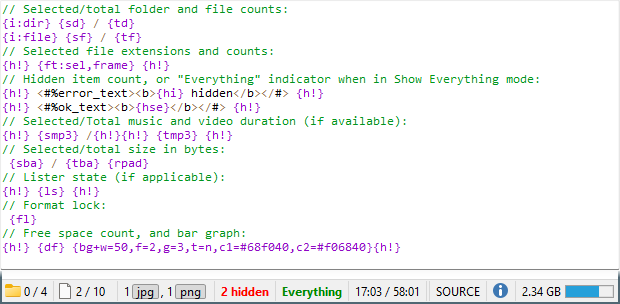 // Selected/total folder and file counts:
{i:dir} {sd} / {td}
{i:file} {sf} / {tf}
// Selected file extensions and counts:
{h!} {ft:sel,frame} {h!}
// Hidden item count, or "Everything" indicator when in Show Everything mode:
{h!} <#%error_text><b>{hi} hidden</b></#> {h!}
{h!} <#%ok_text><b>{hse}</b></#> {h!}
// Selected/Total music and video duration (if available):
{h!} {smp3} /{h!}{h!} {tmp3} {h!}
// Selected/total size in bytes:
{sba} / {tba} {rpad}
// Lister state (if applicable):
{h!} {ls} {h!}
// Format lock:
{fl}
// Free space count, and bar graph:
{h!} {df} {bg+w=50,f=2,g=3,t=n,c1=#68f040,c2=#f06840}{h!}
0 / 4 2 / 10 1 jpg , 1 png 2 hidden Everything 17:03 / 58:01 SOURCE 2.34 GB